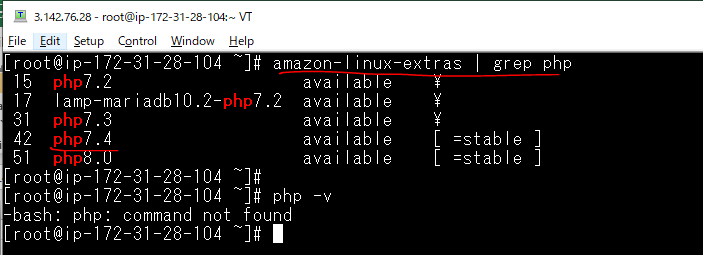 3.142.76.28 - root@ip-172-31-28-104:~ VT
File Edit Setup Control Window Help
[root@ip-172-31-28-104 ~]# amazon-linux-extras | grep php
15 php7.2 available ¥
17 lamp-mariadb10.2-php7.2 available ¥
31 php7.3 available ¥
42 php7.4 available [ =stable ]
51 php8.0 available [ =stable ]
[root@ip-172-31-28-104 ~]#
[root@ip-172-31-28-104 ~]# php -v
-bash: php: command not found
[root@ip-172-31-28-104 ~]#